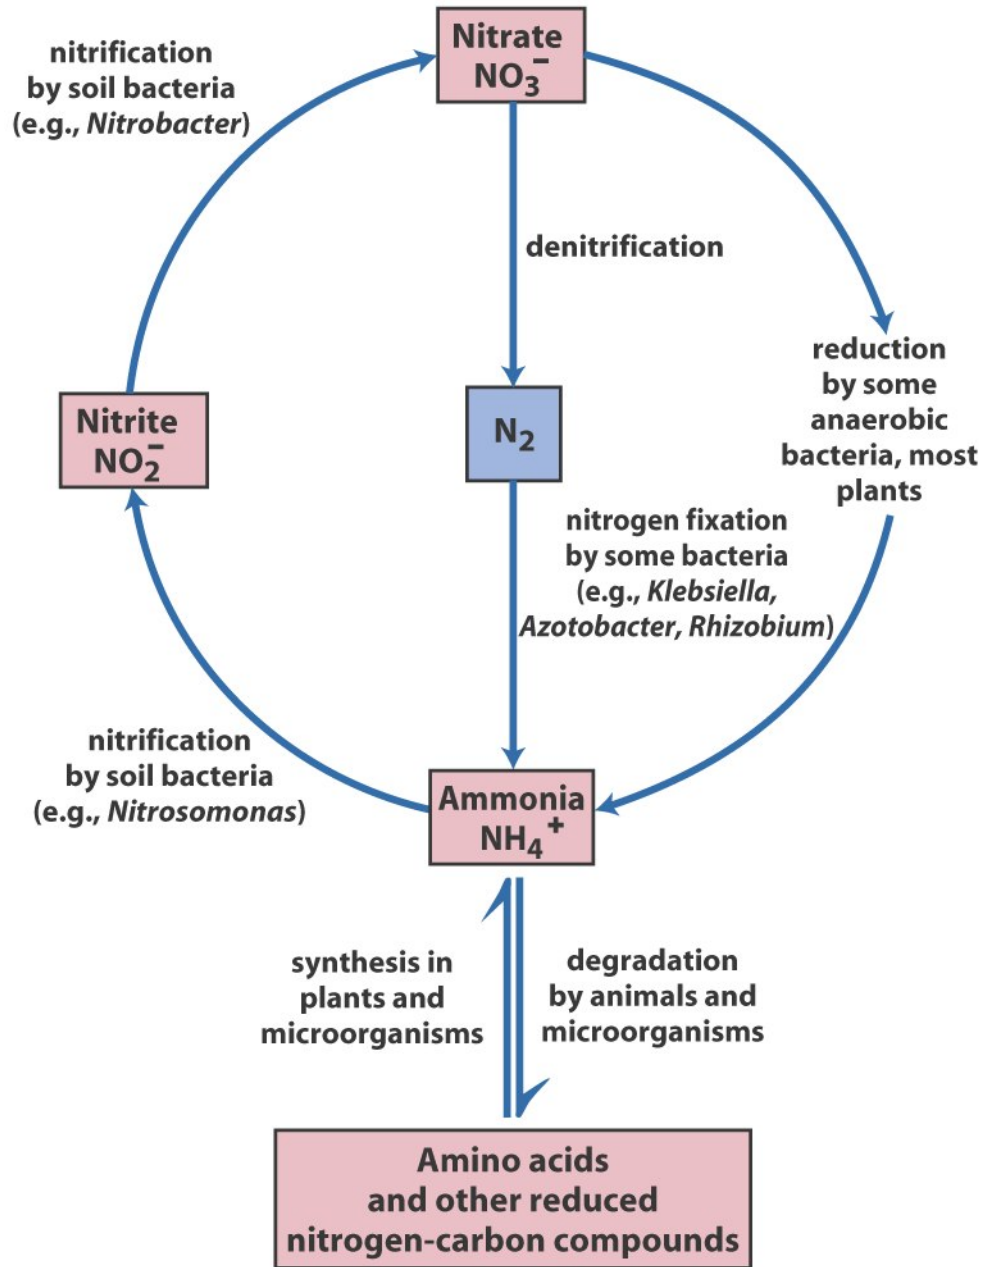 Nitrate
NO₃⁻
nitrification
by soil bacteria
(e.g., Nitrobacter)
denitrification
reduction
by some
anaerobic
bacteria, most
plants
Nitrite
NO₂⁻
N₂
nitrogen fixation
by some bacteria
(e.g., Klebsiella,
Azotobacter, Rhizobium)
nitrification
by soil bacteria
(e.g., Nitrosomonas)
Ammonia
NH₄⁺
synthesis in
plants and
microorganisms
degradation
by animals and
microorganisms
Amino acids
and other reduced
nitrogen-carbon compounds